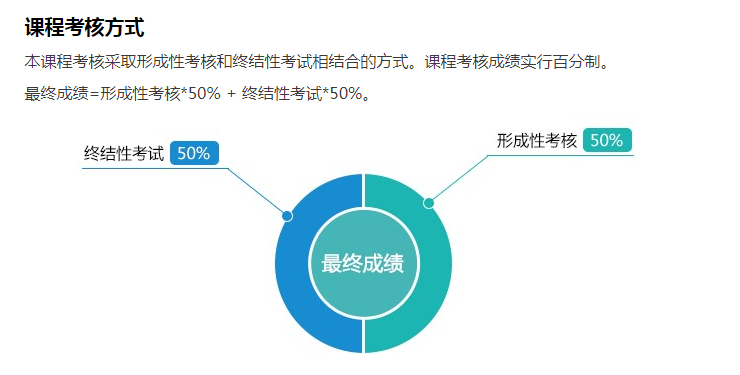 课程考核方式
本课程考核采取形成性考核和终结性考试相结合的方式。课程考核成绩实行百分制。
最终成绩=形成性考核*50% + 终结性考试*50%。
形成性考核 50%
终结性考试 50%
最终成绩